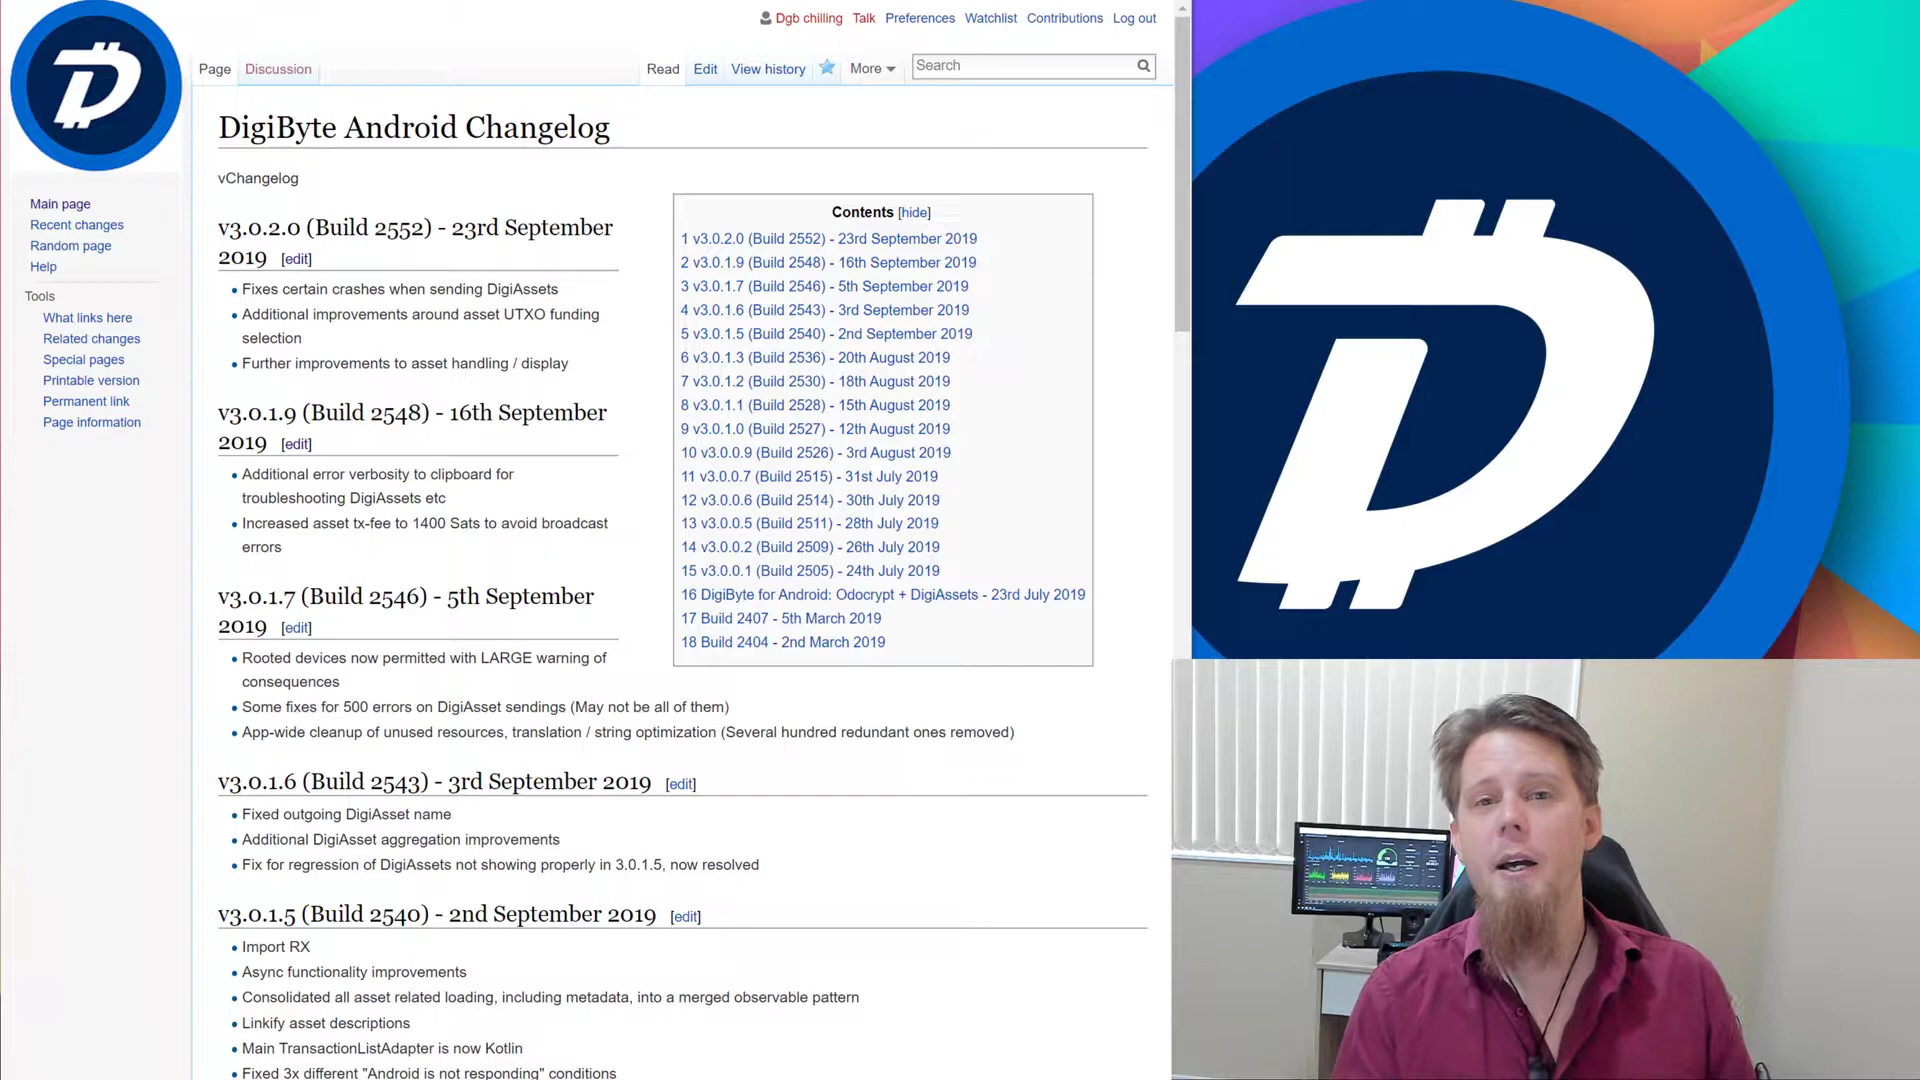 Dgb chilling Talk Preferences Watchlist Contributions Log out
Page Discussion Read Edit View history More Search
DigiByte Android Changelog
vChangelog
Main page
Recent changes
Random page
Help
Tools
What links here
Related changes
Special pages
Printable version
Permanent link
Page information
v3.0.2.0 (Build 2552) - 23rd September
2019 [edit]
Fixes certain crashes when sending DigiAssets
Additional improvements around asset UTXO funding
selection
Further improvements to asset handling / display
v3.0.1.9 (Build 2548) - 16th September
2019 [edit]
Additional error verbosity to clipboard for
troubleshooting DigiAssets etc
Increased asset tx-fee to 1400 Sats to avoid broadcast
errors
v3.0.1.7 (Build 2546) - 5th September
2019 [edit]
Rooted devices now permitted with LARGE warning of
consequences
Some fixes for 500 errors on DigiAsset sendings (May not be all of them)
App-wide cleanup of unused resources, translation / string optimization (Several hundred redundant ones removed)
Contents [hide]
1 v3.0.2.0 (Build 2552) - 23rd September 2019
2 v3.0.1.9 (Build 2548) - 16th September 2019
3 v3.0.1.7 (Build 2546) - 5th September 2019
4 v3.0.1.6 (Build 2543) - 3rd September 2019
5 v3.0.1.5 (Build 2540) - 2nd September 2019
6 v3.0.1.3 (Build 2536) - 20th August 2019
7 v3.0.1.2 (Build 2530) - 18th August 2019
8 v3.0.1.1 (Build 2528) - 15th August 2019
9 v3.0.1.0 (Build 2527) - 12th August 2019
10 v3.0.0.9 (Build 2526) - 3rd August 2019
11 v3.0.0.7 (Build 2515) - 31st July 2019
12 v3.0.0.6 (Build 2514) - 30th July 2019
13 v3.0.0.5 (Build 2511) - 28th July 2019
14 v3.0.0.2 (Build 2509) - 26th July 2019
15 v3.0.0.1 (Build 2505) - 24th July 2019
16 DigiByte for Android: Odocrypt + DigiAssets - 23rd July 2019
17 Build 2407 - 5th March 2019
18 Build 2404 - 2nd March 2019
v3.0.1.6 (Build 2543) - 3rd September 2019 [edit]
Fixed outgoing DigiAsset name
Additional DigiAsset aggregation improvements
Fix for regression of DigiAssets not showing properly in 3.0.1.5, now resolved
v3.0.1.5 (Build 2540) - 2nd September 2019 [edit]
Import RX
Async functionality improvements
Consolidated all asset related loading, including metadata, into a merged observable pattern
Linkify asset descriptions
Main TransactionListAdapter is now Kotlin
Fixed 3x different "Android is not responding" conditions